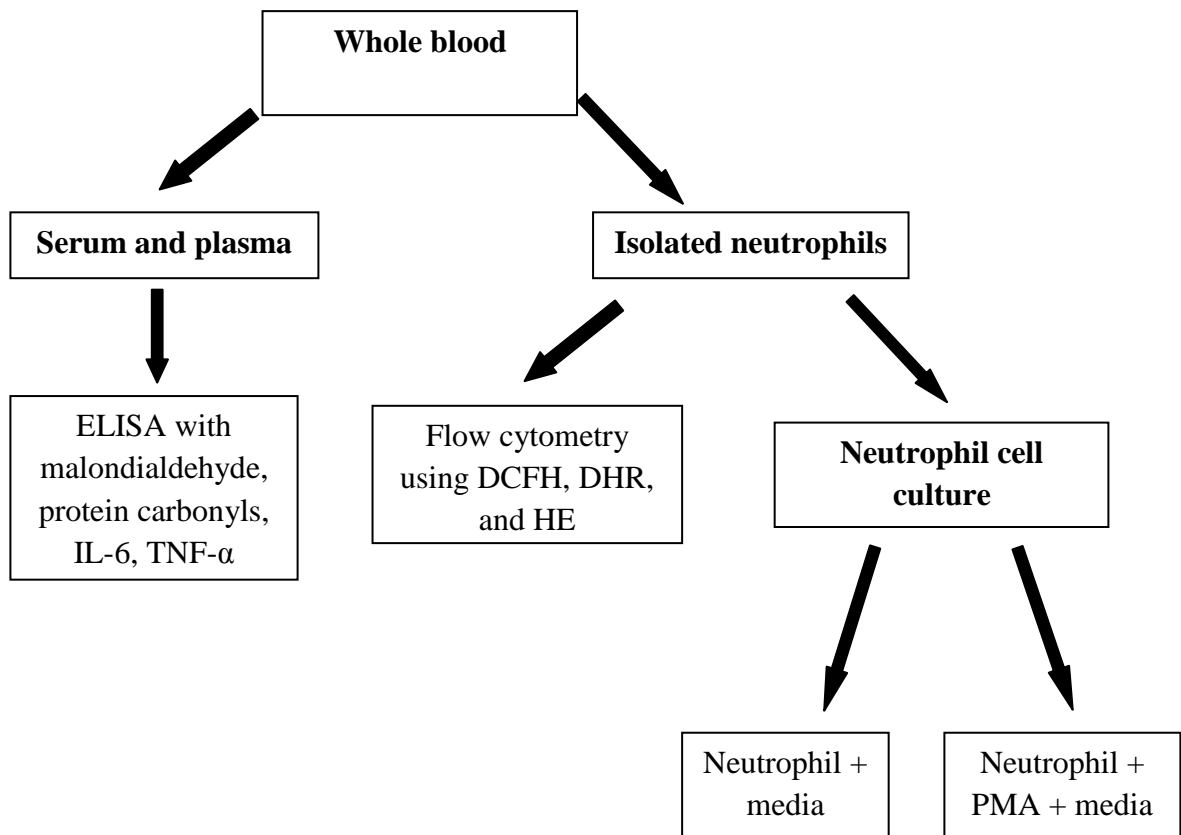 Whole blood
Serum and plasma
Isolated neutrophils
ELISA with
malondialdehyde,
protein carbonyls,
IL-6, TNF-α
Flow cytometry
using DCFH, DHR,
and HE
Neutrophil cell
culture
Neutrophil +
media
Neutrophil +
PMA + media